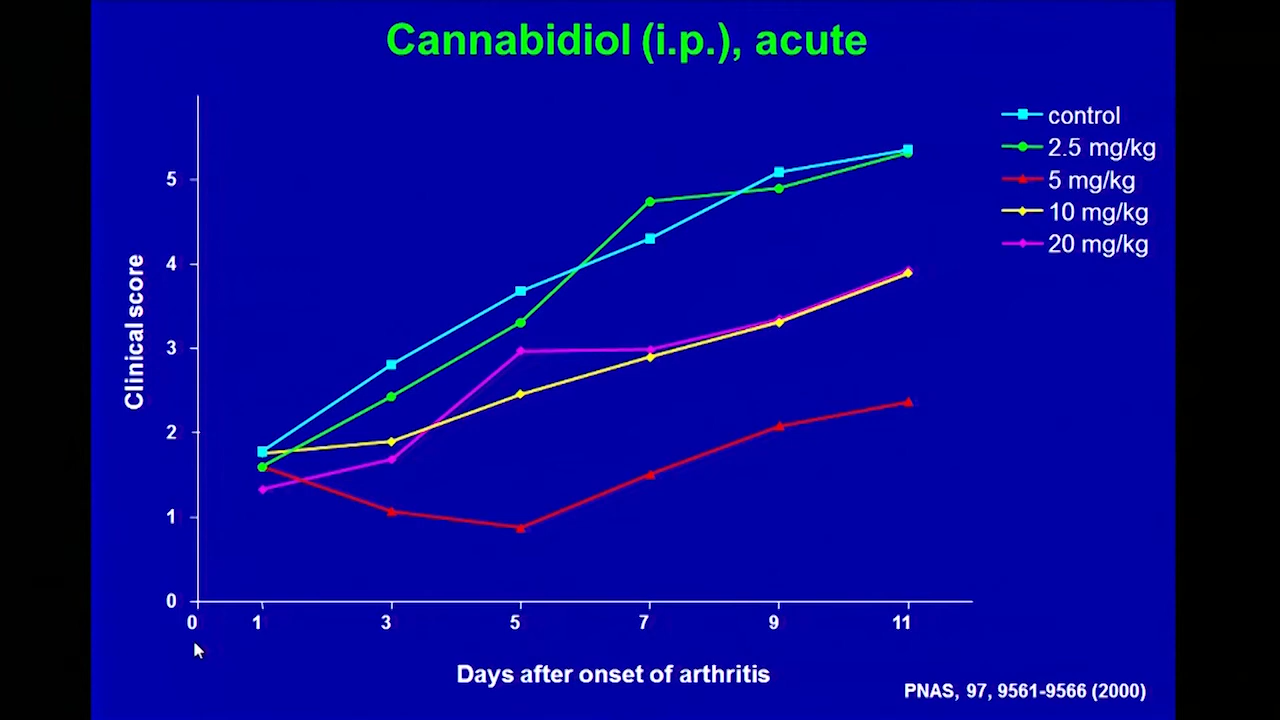 Cannabidiol (i.p.), acute
control
2.5 mg/kg
5 mg/kg
10 mg/kg
20 mg/kg
Clinical score
5
4
3
2
1
0
0 1 3 5 7 9 11
Days after onset of arthritis
PNAS, 97, 9561-9566 (2000)